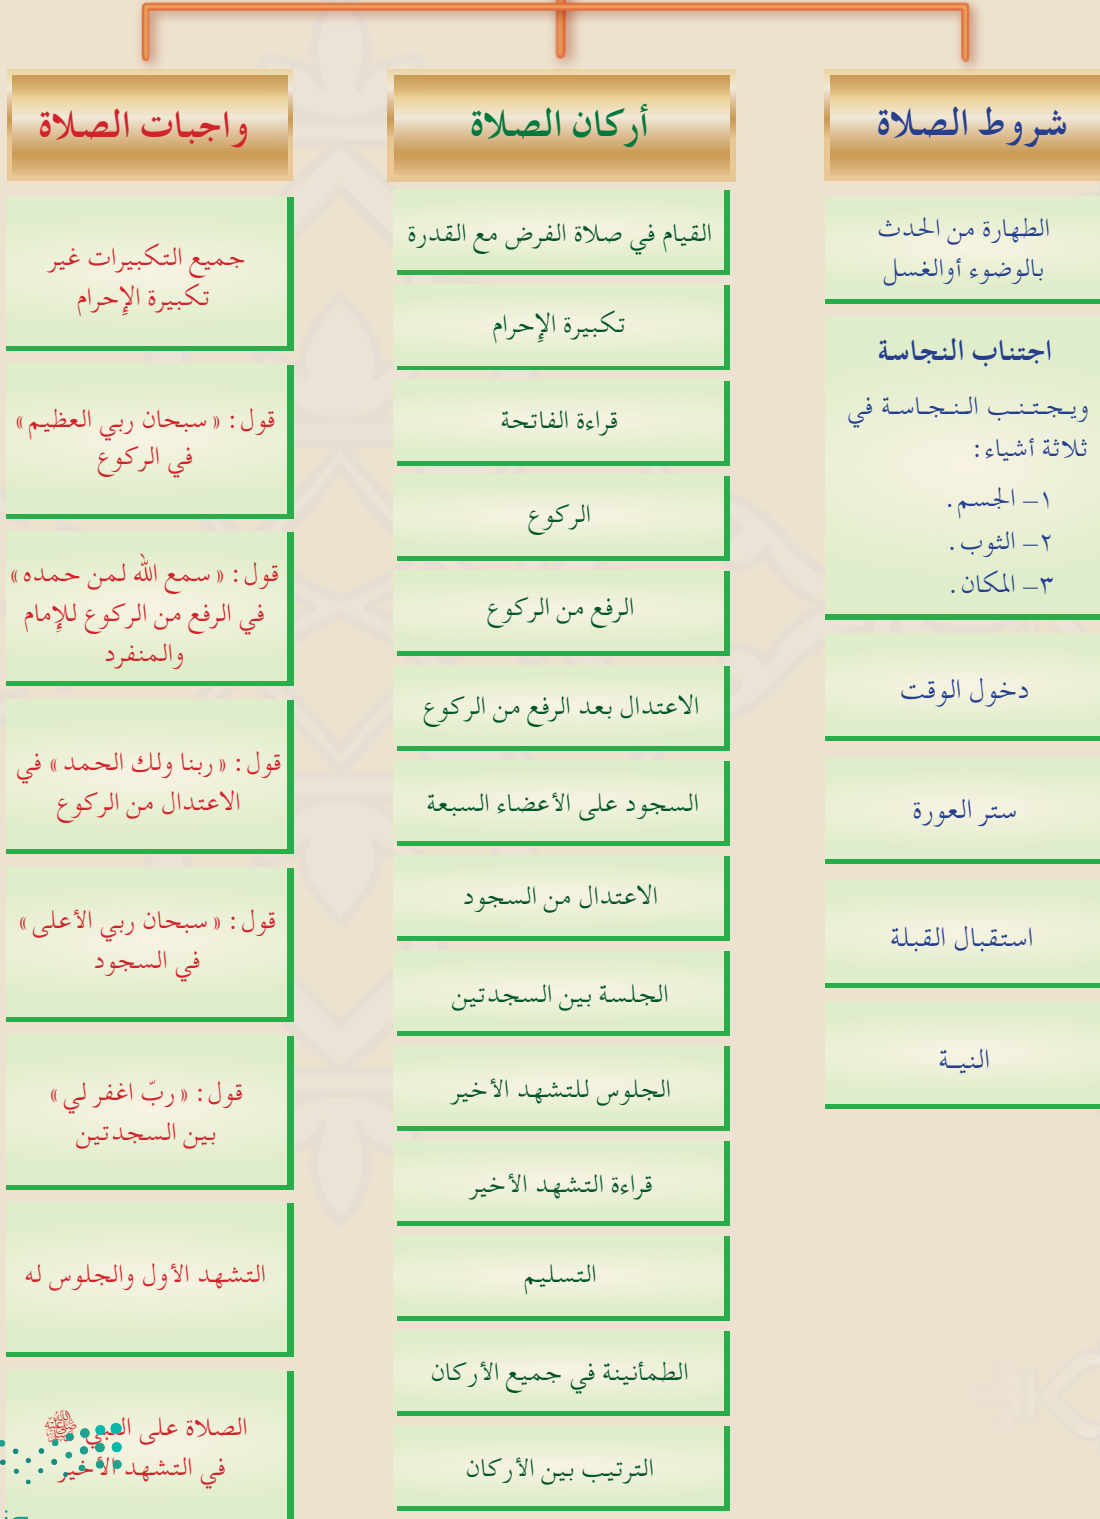 شروط الصلاة
الطهارة من الحدث
بالوضوء أوالغسل
اجتناب النجاسة
ويجتنب النجاسة في
ثلاثة أشياء:
١– الجسم.
٢– الثوب.
٣– المكان.
دخول الوقت
ستر العورة
استقبال القبلة
النية
أركان الصلاة
القيام في صلاة الفرض مع القدرة
تكبيرة الإحرام
قراءة الفاتحة
الركوع
الرفع من الركوع
الاعتدال بعد الرفع من الركوع
السجود على الأعضاء السبعة
الاعتدال من السجود
الجلسة بين السجدتين
الجلوس للتشهد الأخير
قراءة التشهد الأخير
التسليم
الطمأنينة في جميع الأركان
الترتيب بين الأركان
واجبات الصلاة
جميع التكبيرات غير
تكبيرة الإحرام
قول: «سبحان ربي العظيم»
في الركوع
قول: «سمع الله لمن حمده»
في الرفع من الركوع للإمام
والمنفرد
قول: «ربنا ولك الحمد» في
الاعتدال من الركوع
قول: «سبحان ربي الأعلى»
في السجود
قول: «ربّ اغفر لي»
بين السجدتين
التشهد الأول والجلوس له
الصلاة على النبي ﷺ
في التشهد الأخير